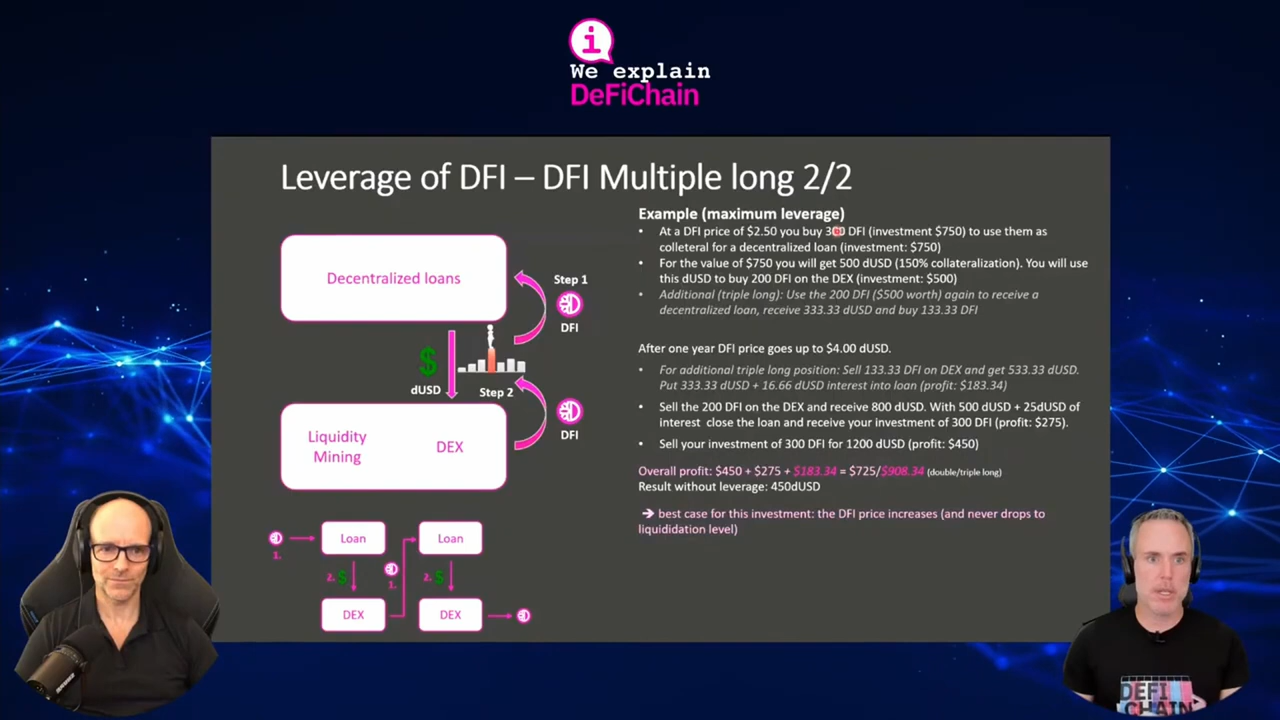 i
We explain
DeFiChain
Leverage of DFI – DFI Multiple long 2/2
Decentralized loans
Step 1
DFI
$
dUSD
Step 2
DFI
Liquidity
Mining
DEX
Loan
Loan
1.
2. $
1.
2. $
DEX
DEX
Example (maximum leverage)
• At a DFI price of $2.50 you buy 300 DFI (investment $750) to use them as
colleteral for a decentralized loan (investment: $750)
• For the value of $750 you will get 500 dUSD (150% collateralization). You will use
this dUSD to buy 200 DFI on the DEX (investment: $500)
• Additional (triple long): Use the 200 DFI ($500 worth) again to receive a
decentralized loan, receive 333.33 dUSD and buy 133.33 DFI
After one year DFI price goes up to $4.00 dUSD.
• For additional triple long position: Sell 133.33 DFI on DEX and get 533.33 dUSD.
Put 333.33 dUSD + 16.66 dUSD interest into loan (profit: $183.34)
• Sell the 200 DFI on the DEX and receive 800 dUSD. With 500 dUSD + 25dUSD of
interest close the loan and receive your investment of 300 DFI (profit: $275).
• Sell your investment of 300 DFI for 1200 dUSD (profit: $450)
Overall profit: $450 + $275 + $183.34 = $725/$908.34 (double/triple long)
Result without leverage: 450dUSD
➔ best case for this investment: the DFI price increases (and never drops to
liquididation level)
DEFI
CHAIN